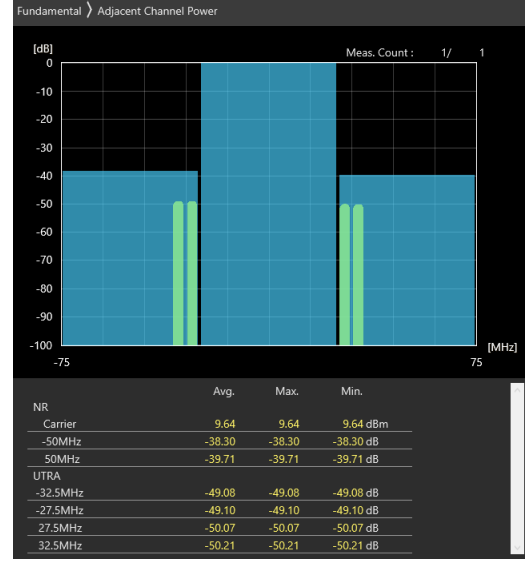 Fundamental 〉 Adjacent Channel Power
[dB]
Meas. Count : 1/ 1
0
-10
-20
-30
-40
-50
-60
-70
-80
-90
-100
[MHz]
-75 75
Avg. Max. Min.
NR
Carrier 9.64 9.64 9.64 dBm
-50MHz -38.30 -38.30 -38.30 dB
50MHz -39.71 -39.71 -39.71 dB
UTRA
-32.5MHz -49.08 -49.08 -49.08 dB
-27.5MHz -49.10 -49.10 -49.10 dB
27.5MHz -50.07 -50.07 -50.07 dB
32.5MHz -50.21 -50.21 -50.21 dB